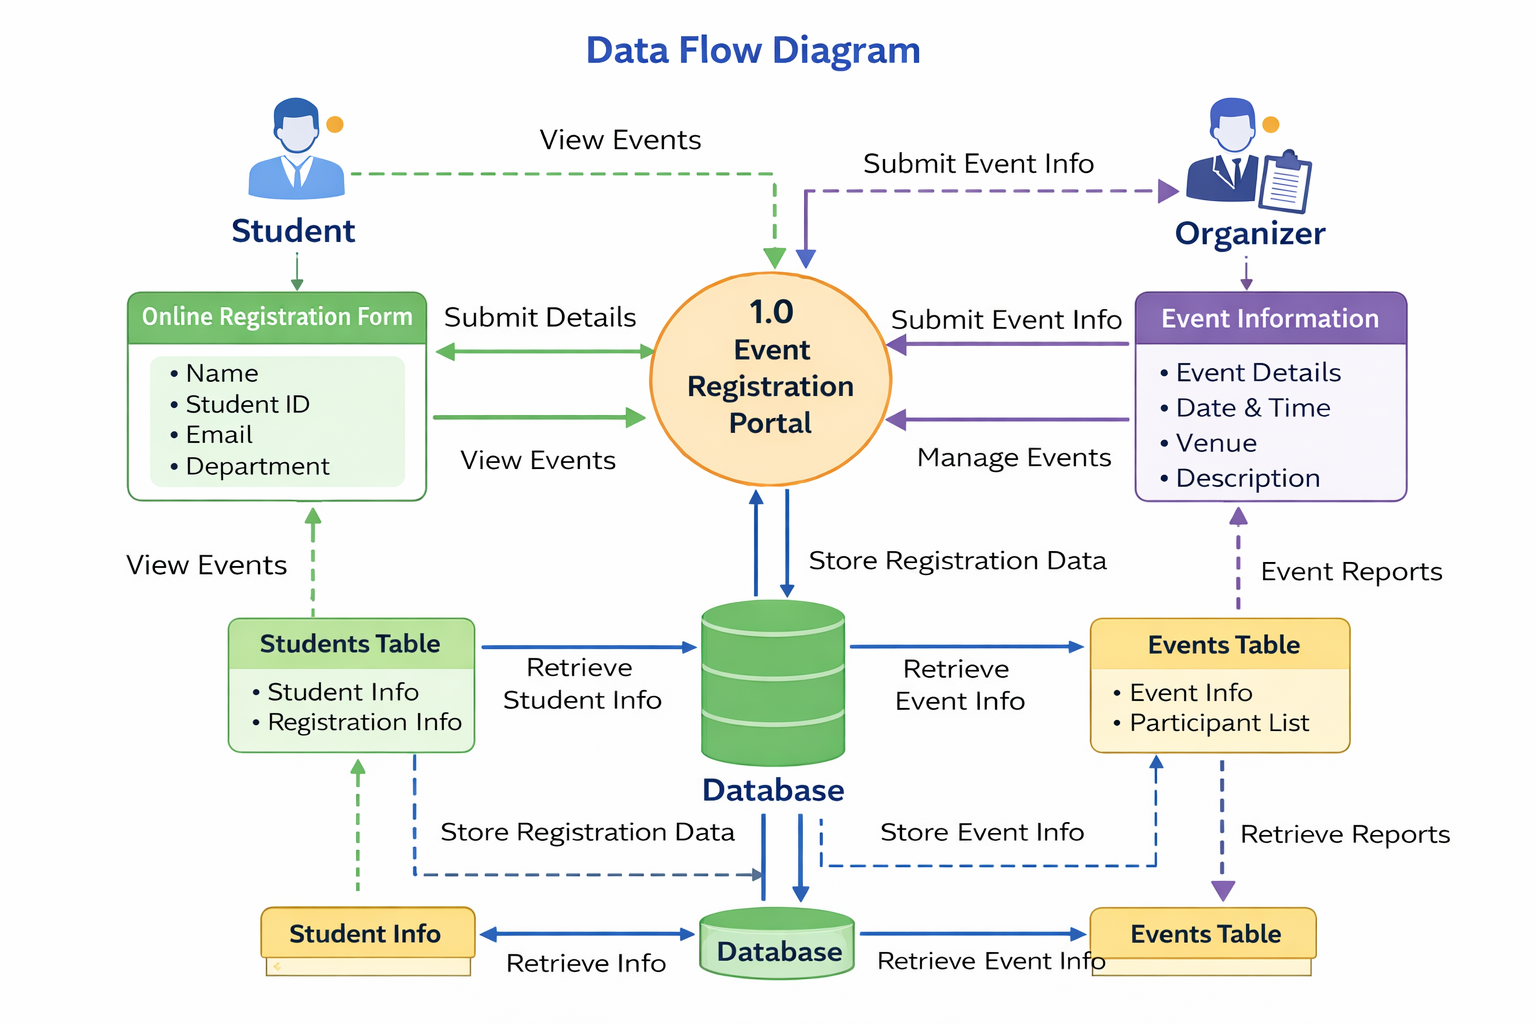 Data Flow Diagram
View Events
Submit Event Info
Student
Organizer
Online Registration Form
• Name
• Student ID
• Email
• Department
Submit Details
View Events
1.0
Event
Registration
Portal
Submit Event Info
Manage Events
Event Information
• Event Details
• Date & Time
• Venue
• Description
View Events
Store Registration Data
Event Reports
Students Table
• Student Info
• Registration Info
Retrieve
Student Info
Retrieve
Event Info
Events Table
• Event Info
• Participant List
Database
Store Registration Data
Store Event Info
Retrieve Reports
Student Info
Retrieve Info
Database
Retrieve Event Info
Events Table